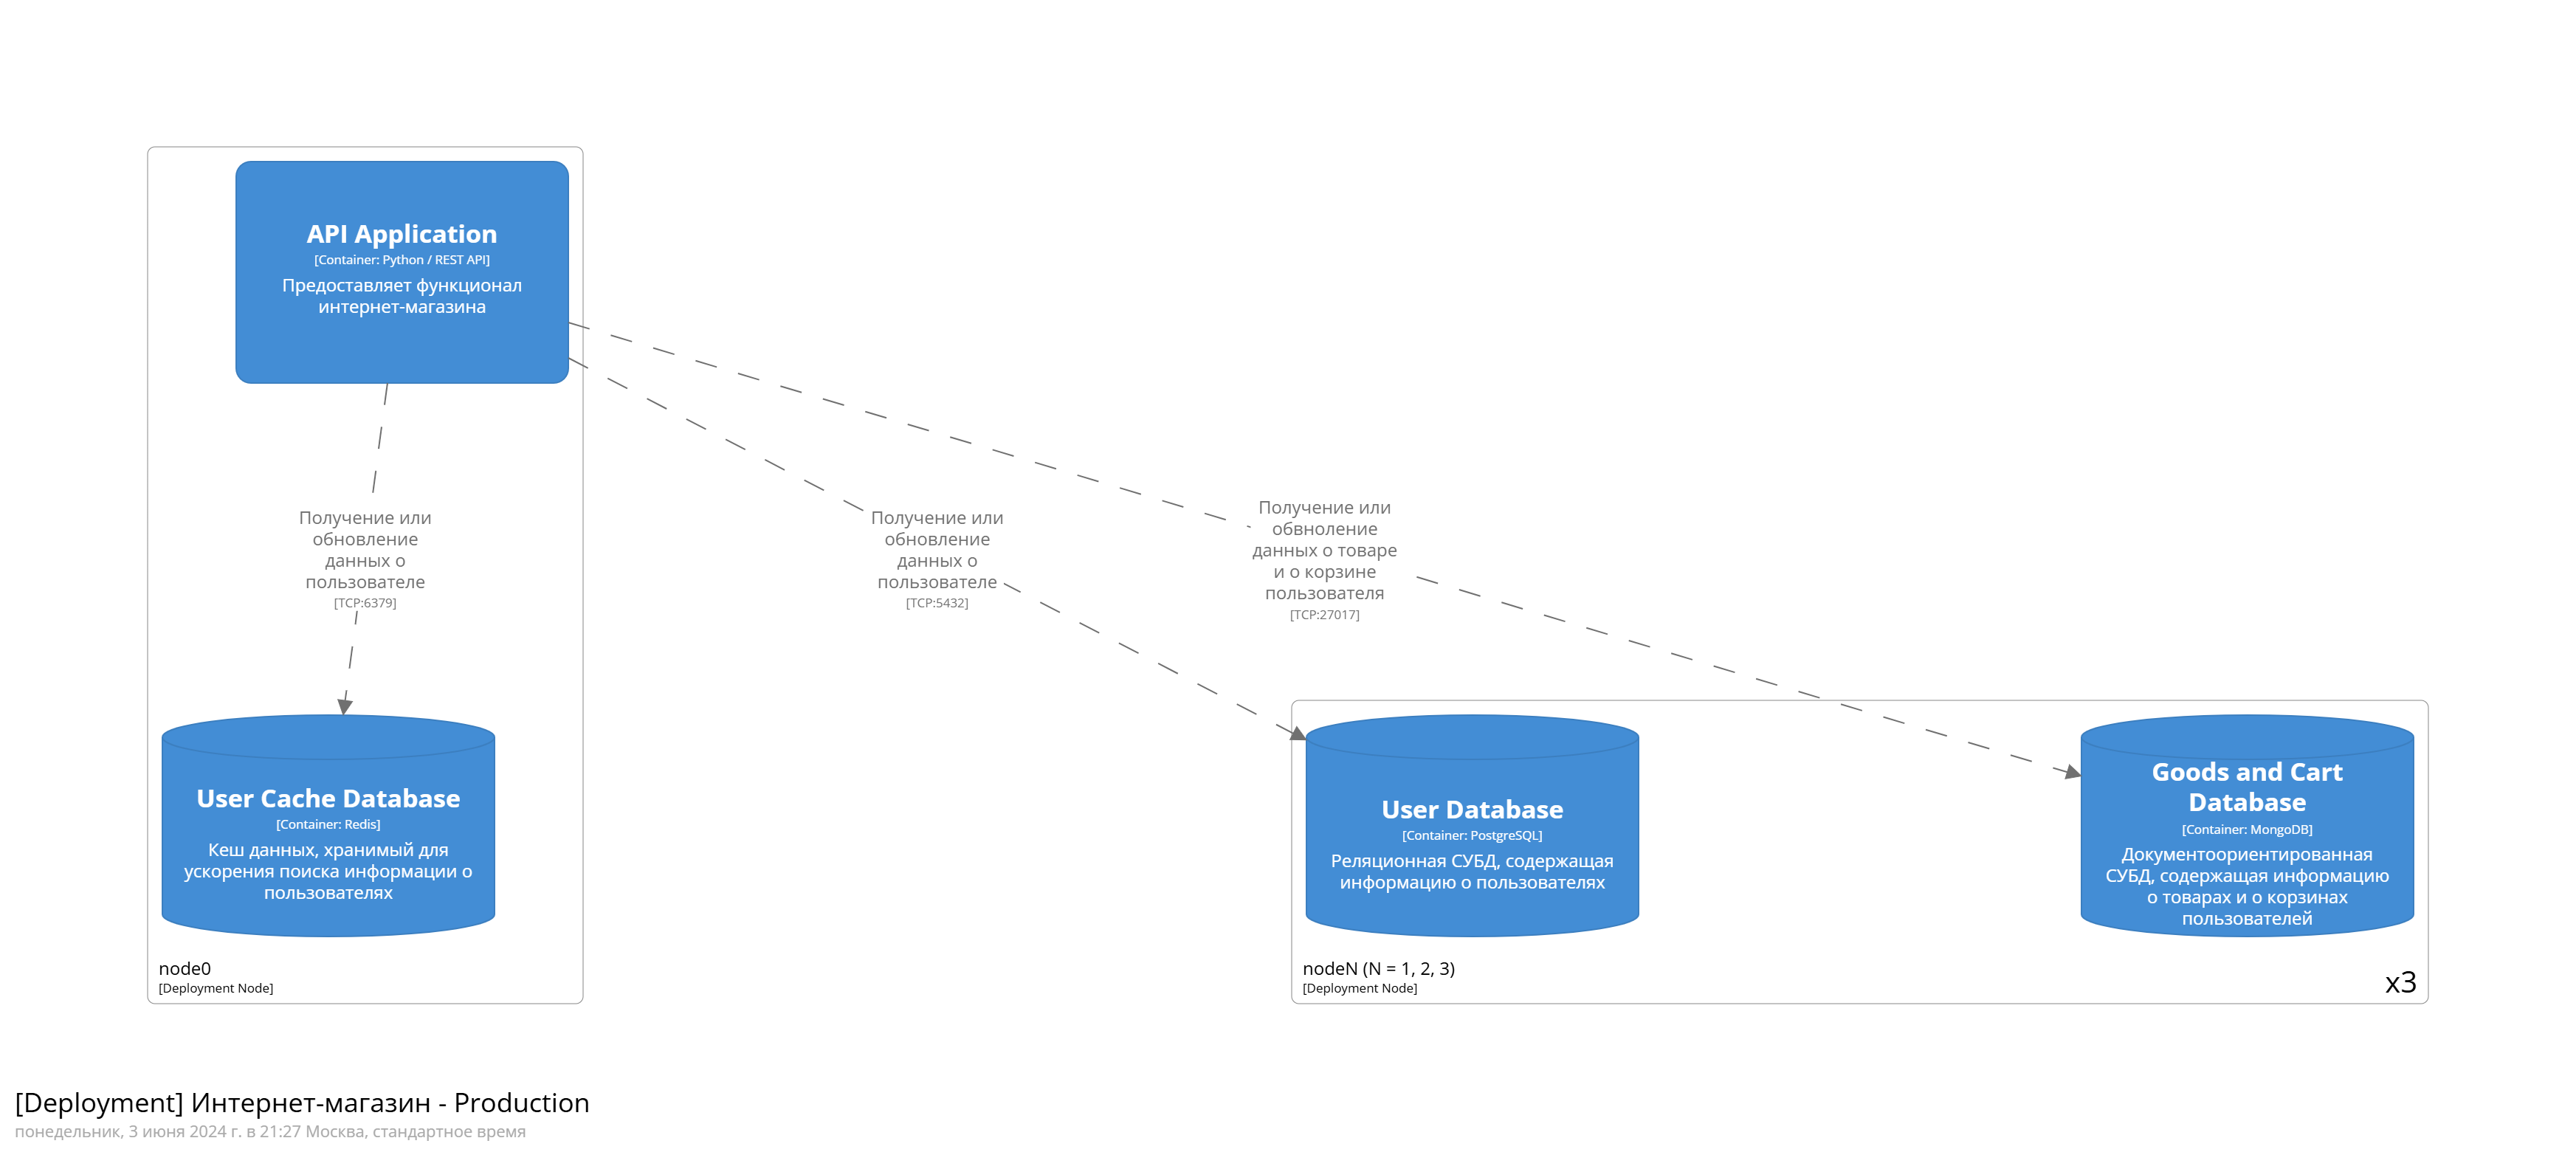 API Application
[Container: Python / REST API]
Предоставляет функционал
интернет-магазина
Получение или
обновление
данных о
пользователе
[TCP:6379]
Получение или
обновление
данных о
пользователе
[TCP:5432]
Получение или
обвноление
данных о товаре
и о корзине
пользователя
[TCP:27017]
User Cache Database
[Container: Redis]
Кеш данных, хранимый для
ускорения поиска информации о
пользователях
User Database
[Container: PostgreSQL]
Реляционная СУБД, содержащая
информацию о пользователях
Goods and Cart
Database
[Container: MongoDB]
Документоориентированная
СУБД, содержащая информацию
о товарах и о корзинах
пользователей
node0
[Deployment Node]
nodeN (N = 1, 2, 3)
[Deployment Node]
x3
[Deployment] Интернет-магазин - Production
понедельник, 3 июня 2024 г. в 21:27 Москва, стандартное время